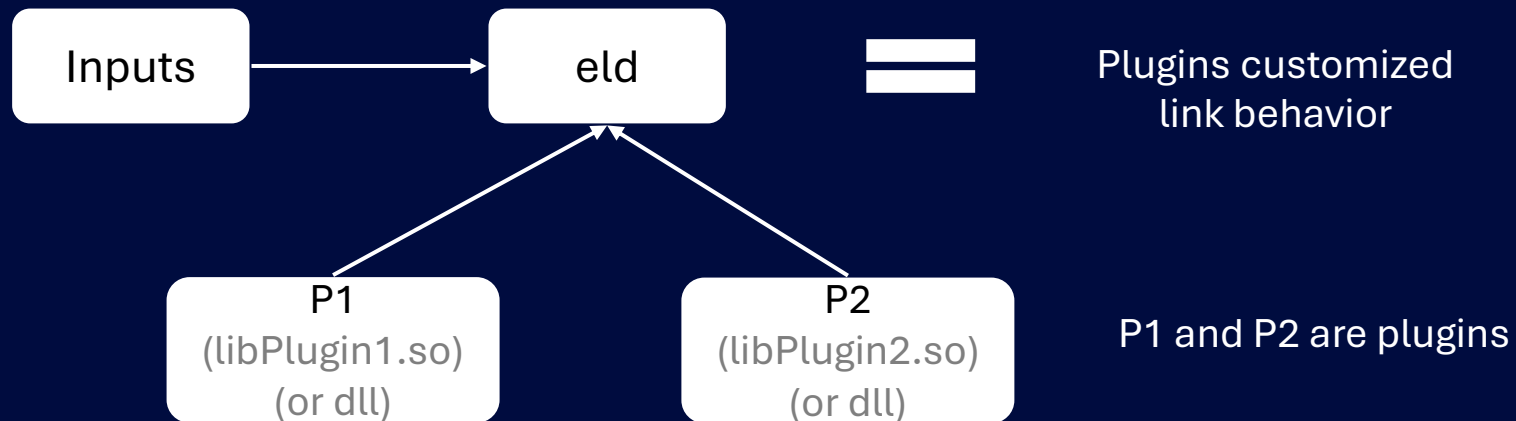 Inputs
eld
Plugins customized
link behavior
P1
(libPlugin1.so)
(or dll)
P2
(libPlugin2.so)
(or dll)
P1 and P2 are plugins